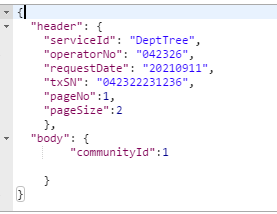 {
"header": {
"serviceId": "DeptTree",
"operatorNo": "042326",
"requestDate": "20210911",
"txSN": "042322231236",
"pageNo":1,
"pageSize":2
},
"body": {
"communityId":1
}
}